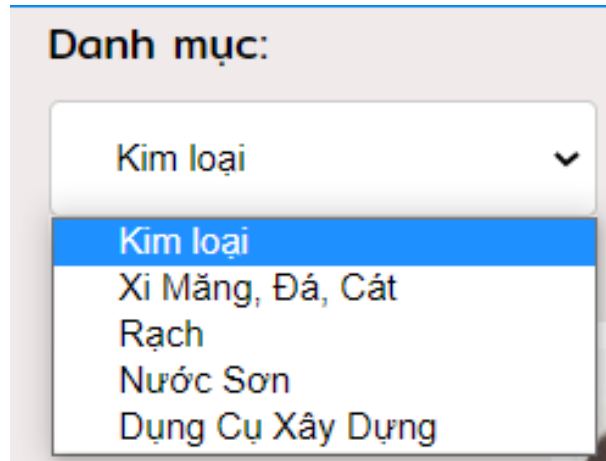 Danh mục:
Kim loại
Kim loại
Xi Măng, Đá, Cát
Rạch
Nước Sơn
Dụng Cụ Xây Dựng